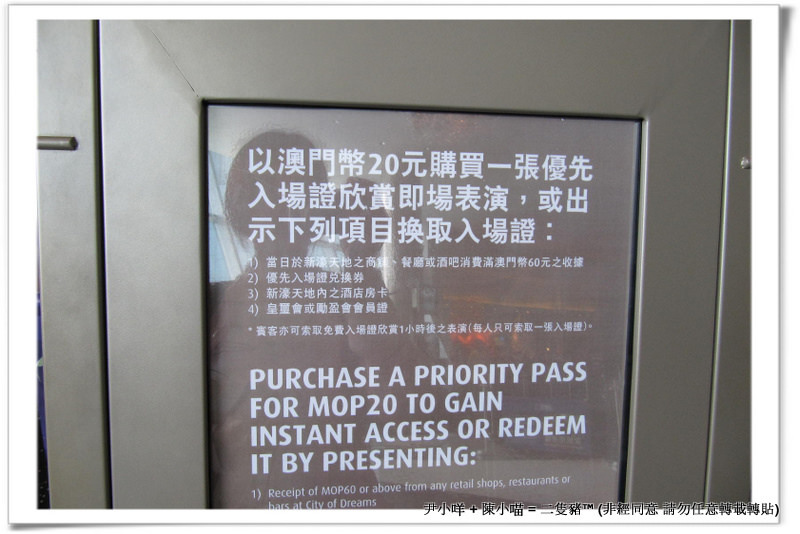 以澳門幣20元購買一張優先
入場證欣賞即場表演，或出
示下列項目換取入場證：
1) 當日於新濠天地之商舖、餐廳或酒吧消費滿澳門幣60元之收據
2) 優先入場證兌換券
3) 新濠天地內之酒店房卡
4) 皇璽會或勵盈會會員證
* 賓客亦可索取免費入場證欣賞1小時後之表演(每人只可索取一張入場證)。
PURCHASE A PRIORITY PASS
FOR MOP20 TO GAIN
INSTANT ACCESS OR REDEEM
IT BY PRESENTING:
1) Receipt of MOP60 or above from any retail shops, restaurants or
bars at City of Dreams
尹小咩 + 陳小喵 = 二隻豬™ (非經同意 請勿任意轉載轉貼)